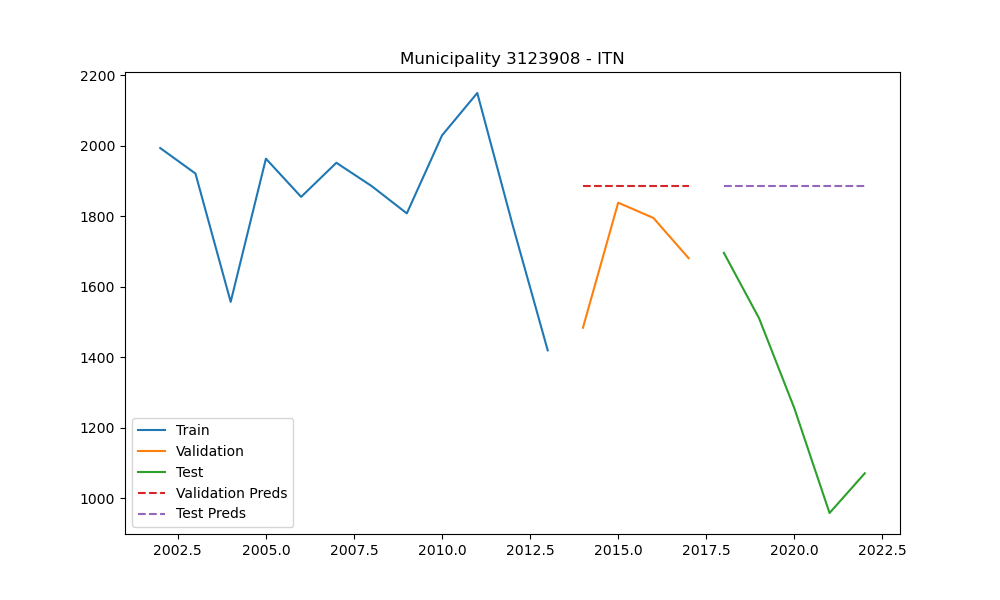 Municipality 3123908 - ITN
2200
2000
1800
1600
1400
1200
1000
Train
Validation
Test
Validation Preds
Test Preds
2002.5 2005.0 2007.5 2010.0 2012.5 2015.0 2017.5 2020.0 2022.5